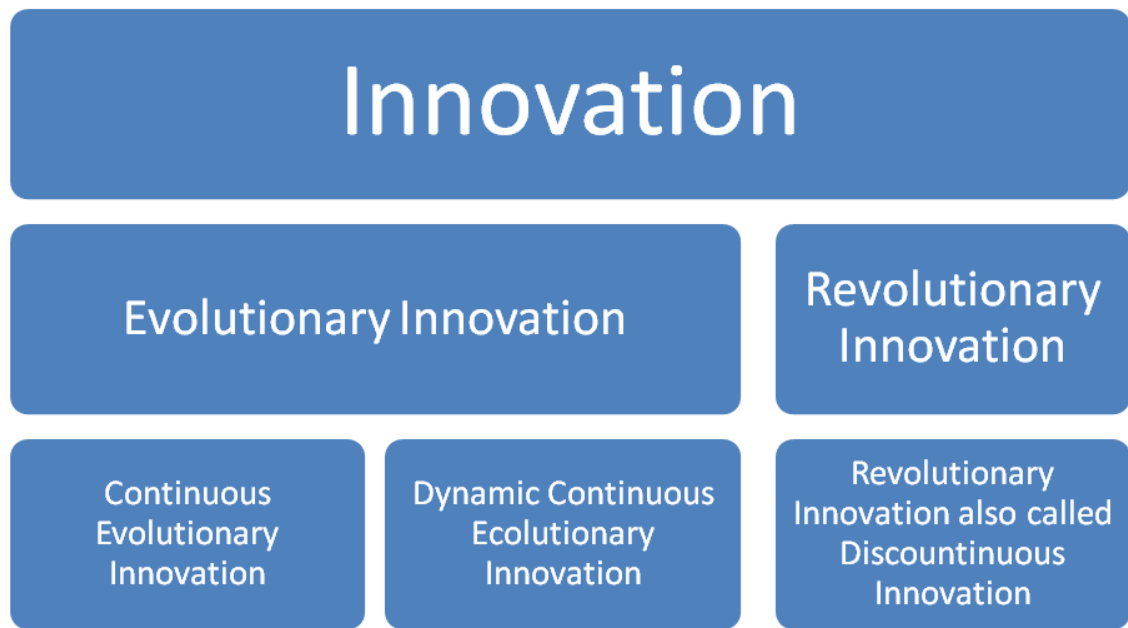 Innovation
Evolutionary Innovation
Revolutionary
Innovation
Continuous
Evolutionary
Innovation
Dynamic Continuous
Ecolutionary
Innovation
Revolutionary
Innovation also called
Discountinuous
Innovation